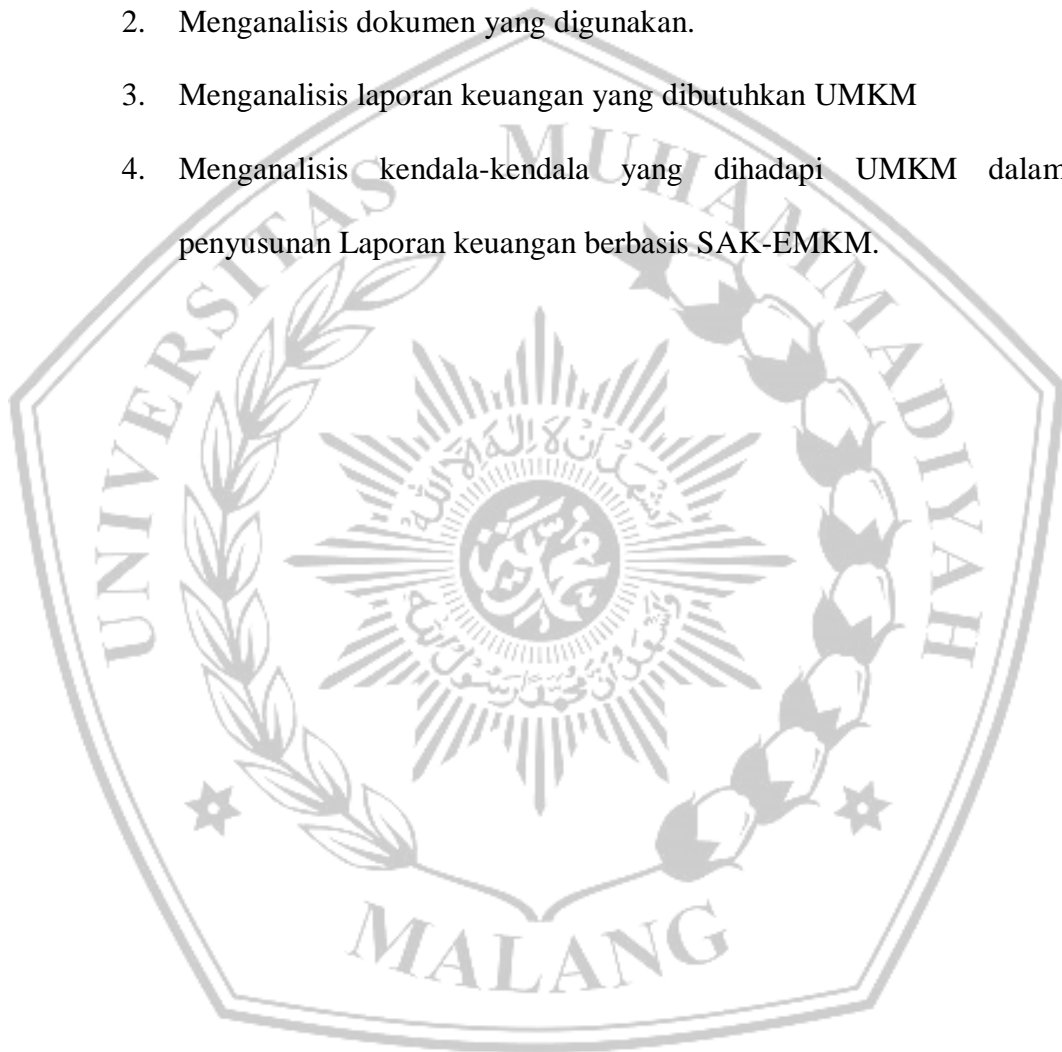 2. Menganalisis dokumen yang digunakan.
3. Menganalisis laporan keuangan yang dibutuhkan UMKM
4. Menganalisis kendala-kendala yang dihadapi UMKM dalam
penyusunan Laporan keuangan berbasis SAK-EMKM.
UNIVERSITAS MUHAMMADIYAH
MALANG